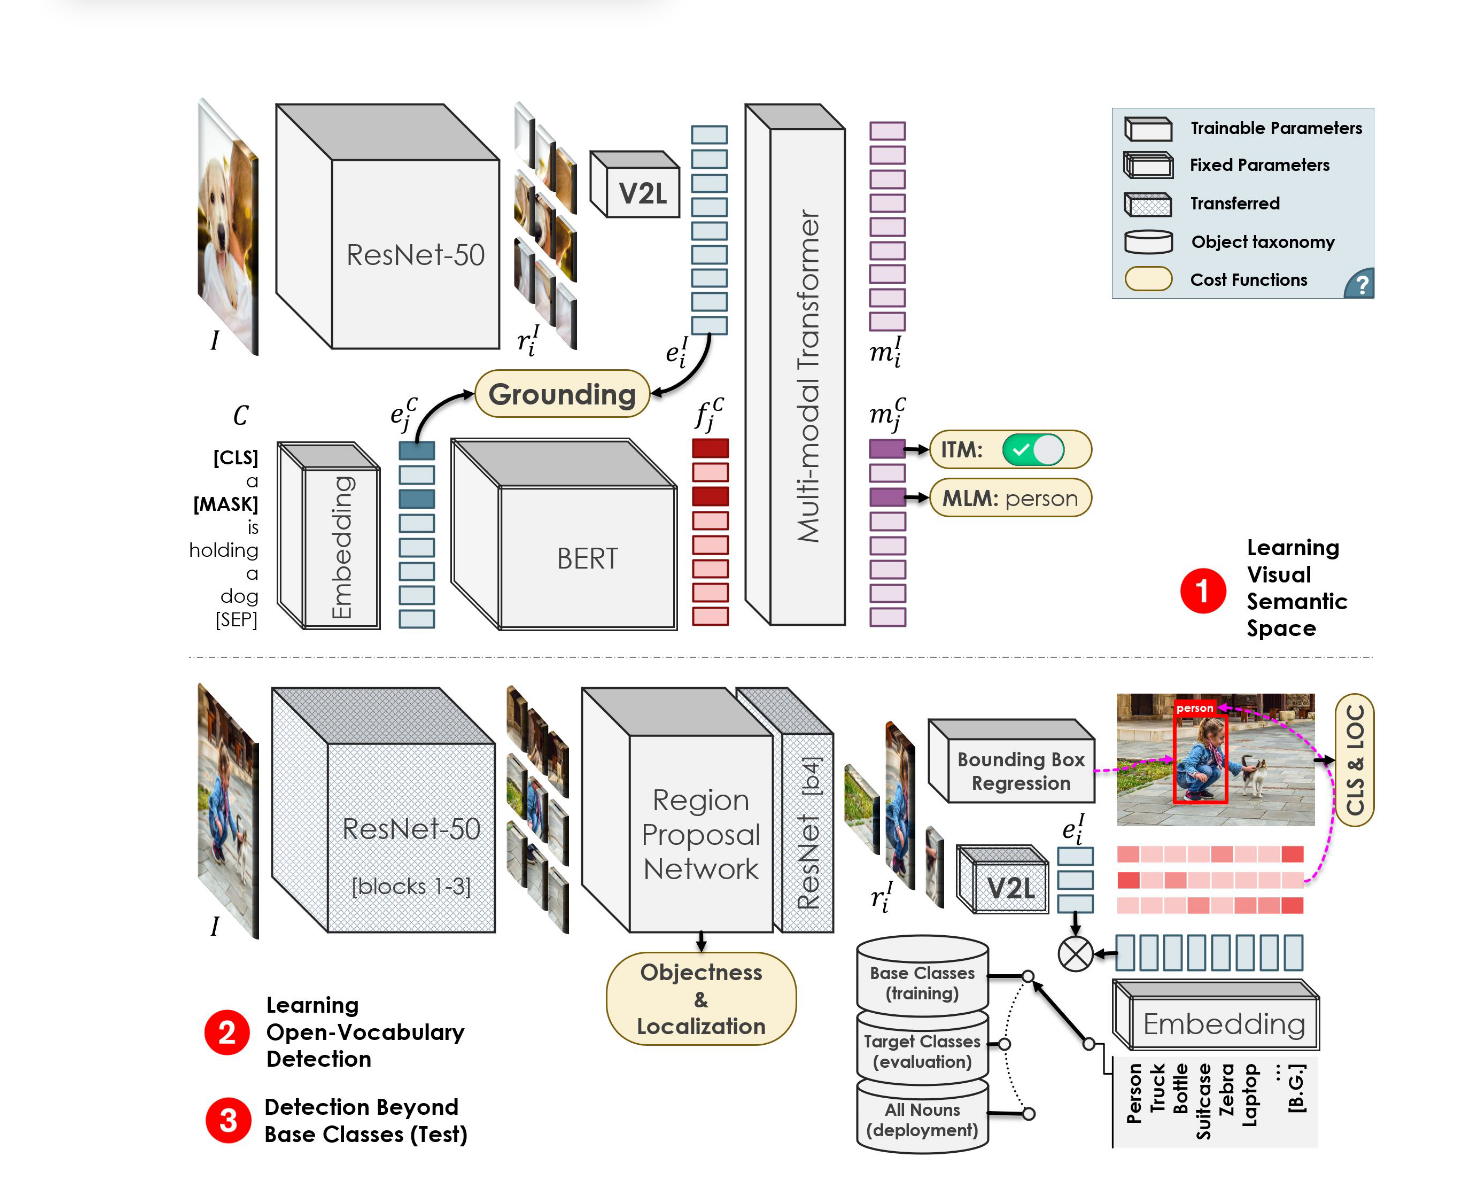 I
ResNet-50
r_i^I
V2L
e_i^I
Multi-modal Transformer
m_i^I
Trainable Parameters
Fixed Parameters
Transferred
Object taxonomy
Cost Functions
?
Grounding
C
[CLS]
a
[MASK]
is
holding
a
dog
[SEP]
Embedding
e_j^C
BERT
f_j^C
m_j^C
ITM:
MLM: person
1
Learning
Visual
Semantic
Space
I
ResNet-50
[blocks 1-3]
Region
Proposal
Network
ResNet [b4]
Objectness
&
Localization
r_i^I
Bounding Box
Regression
V2L
e_i^I
person
CLS & LOC
Base Classes
(training)
Target Classes
(evaluation)
All Nouns
(deployment)
Embedding
Person
Truck
Bottle
Suitcase
Zebra
Laptop
...
[B.G.]
2
Learning
Open-Vocabulary
Detection
3
Detection Beyond
Base Classes (Test)